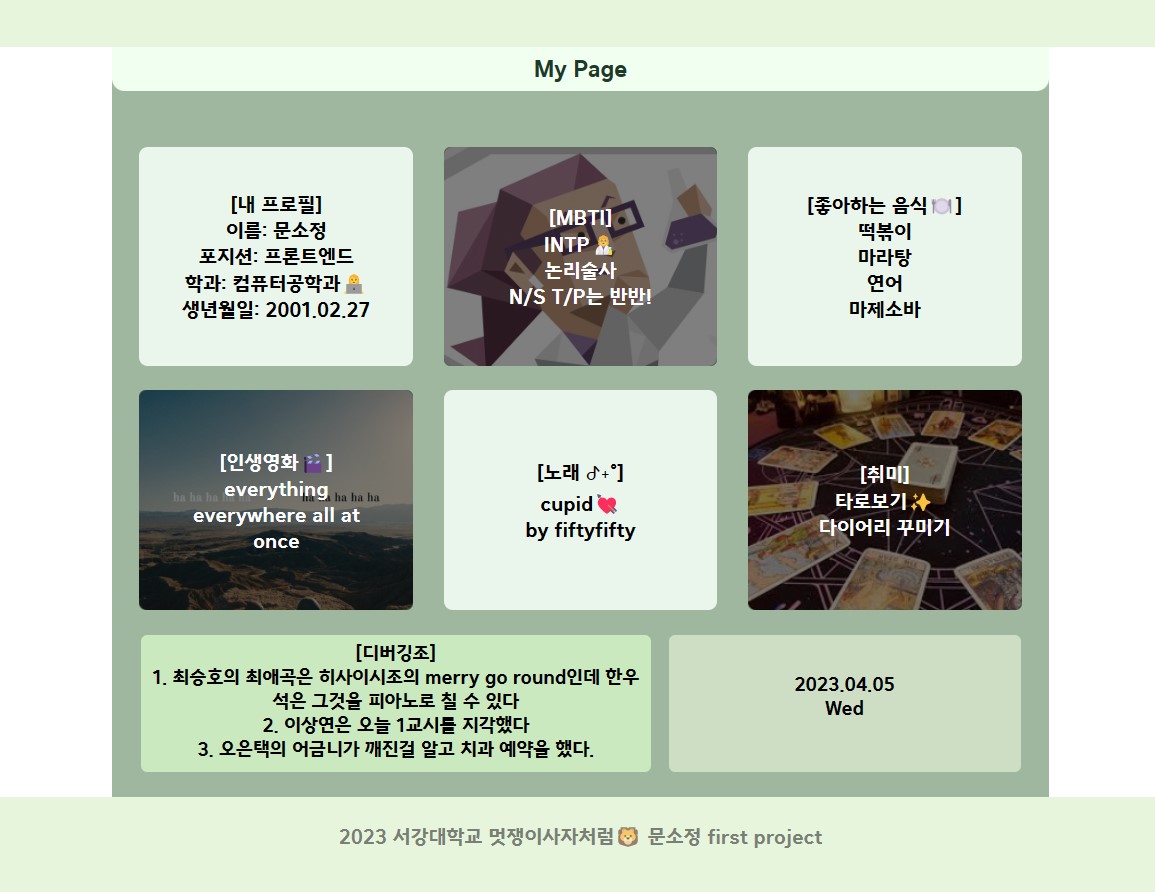 My Page
[내 프로필]
이름: 문소정
포지션: 프론트엔드
학과: 컴퓨터공학과👩‍💻
생년월일: 2001.02.27
[MBTI]
INTP👩‍🔬
논리술사
N/S T/P는 반반!
[좋아하는 음식🍽️]
떡볶이
마라탕
연어
마제소바
[인생영화🎬]
everything
everywhere all at
once
ha ha ha ha ha ha ha ha ha
[노래 ♪₊˚]
cupid💘
by fiftyfifty
[취미]
타로보기✨
다이어리 꾸미기
[디버깅조]
1. 최승호의 최애곡은 히사이시조의 merry go round인데 한우
석은 그것을 피아노로 칠 수 있다
2. 이상연은 오늘 1교시를 지각했다
3. 오은택의 어금니가 깨진걸 알고 치과 예약을 했다.
2023.04.05
Wed
2023 서강대학교 멋쟁이사자처럼🦁 문소정 first project